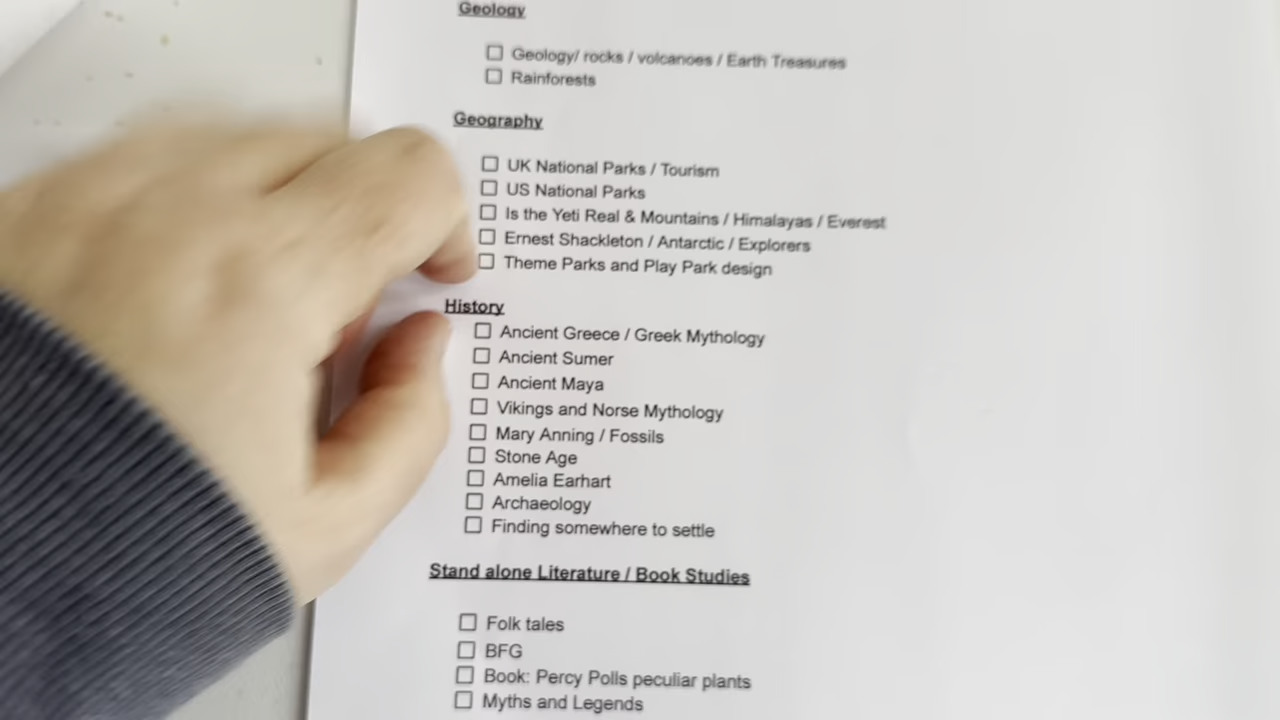 Geology
Geology/ rocks / volcanoes / Earth Treasures
Rainforests
Geography
UK National Parks / Tourism
US National Parks
Is the Yeti Real & Mountains / Himalayas / Everest
Ernest Shackleton / Antarctic / Explorers
Theme Parks and Play Park design
History
Ancient Greece / Greek Mythology
Ancient Sumer
Ancient Maya
Vikings and Norse Mythology
Mary Anning / Fossils
Stone Age
Amelia Earhart
Archaeology
Finding somewhere to settle
Stand alone Literature / Book Studies
Folk tales
BFG
Book: Percy Polls peculiar plants
Myths and Legends